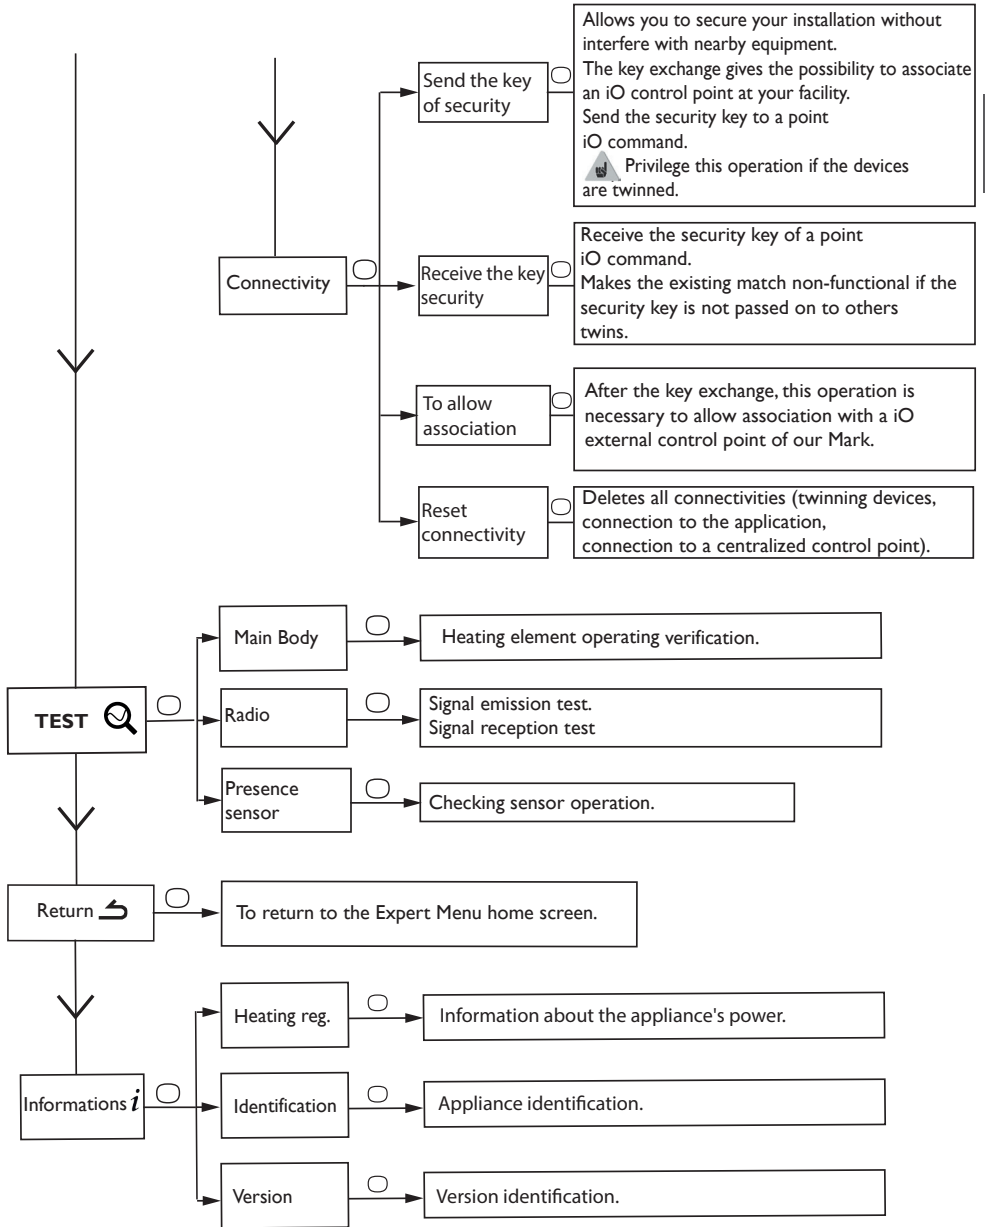 Allows you to secure your installation without
interfere with nearby equipment.
The key exchange gives the possibility to associate
an iO control point at your facility.
Send the security key to a point
iO command.
Privilege this operation if the devices
are twinned.
Send the key
of security
Connectivity
Receive the key
security
Receive the security key of a point
iO command.
Makes the existing match non-functional if the
security key is not passed on to others
twins.
To allow
association
After the key exchange, this operation is
necessary to allow association with a iO
external control point of our Mark.
Reset
connectivity
Deletes all connectivities (twinning devices,
connection to the application,
connection to a centralized control point).
TEST
Main Body
Heating element operating verification.
Radio
Signal emission test.
Signal reception test
Presence
sensor
Checking sensor operation.
Return
To return to the Expert Menu home screen.
Informations i
Heating reg.
Information about the appliance's power.
Identification
Appliance identification.
Version
Version identification.